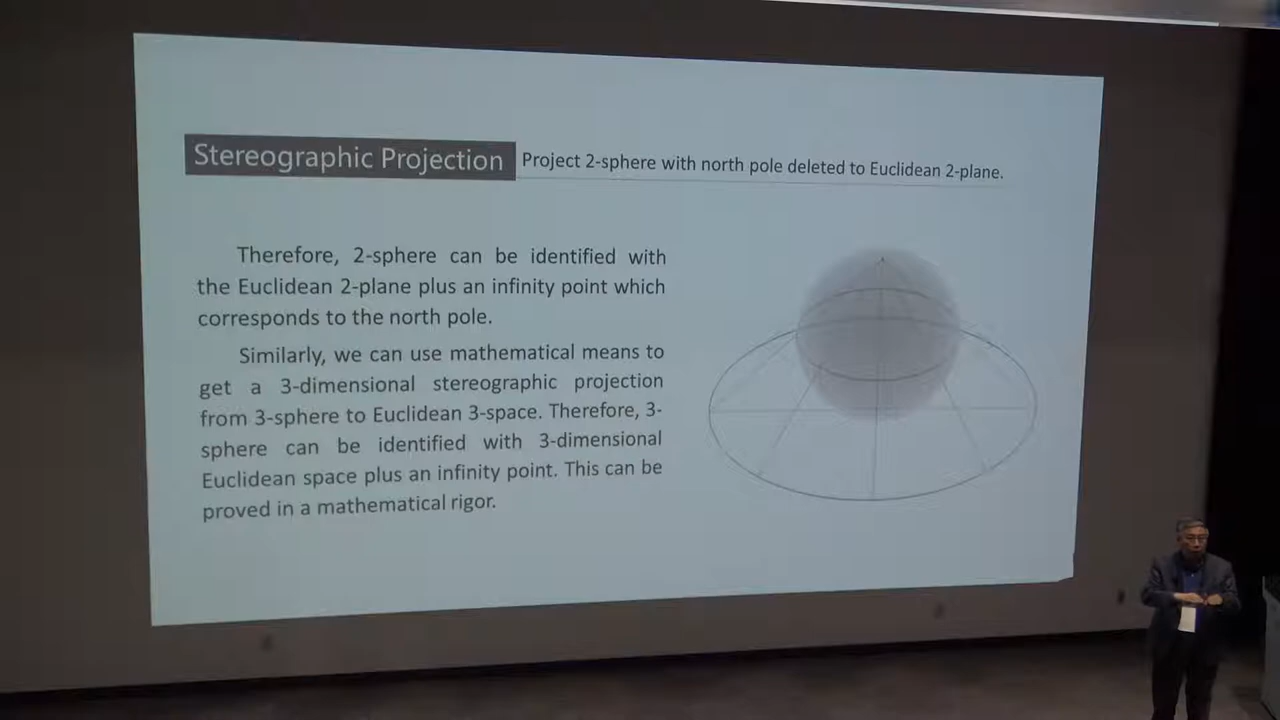 Stereographic Projection
Project 2-sphere with north pole deleted to Euclidean 2-plane.
Therefore, 2-sphere can be identified with
the Euclidean 2-plane plus an infinity point which
corresponds to the north pole.
Similarly, we can use mathematical means to
get a 3-dimensional stereographic projection
from 3-sphere to Euclidean 3-space. Therefore, 3-
sphere can be identified with 3-dimensional
Euclidean space plus an infinity point. This can be
proved in a mathematical rigor.